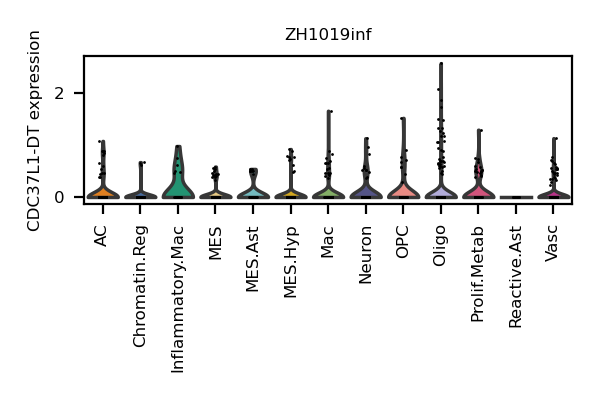 ZH1019inf
CDC37L1-DT expression
2
0
AC
Chromatin.Reg
Inflammatory.Mac
MES
MES.Ast
MES.Hyp
Mac
Neuron
OPC
Oligo
Prolif.Metab
Reactive.Ast
Vasc